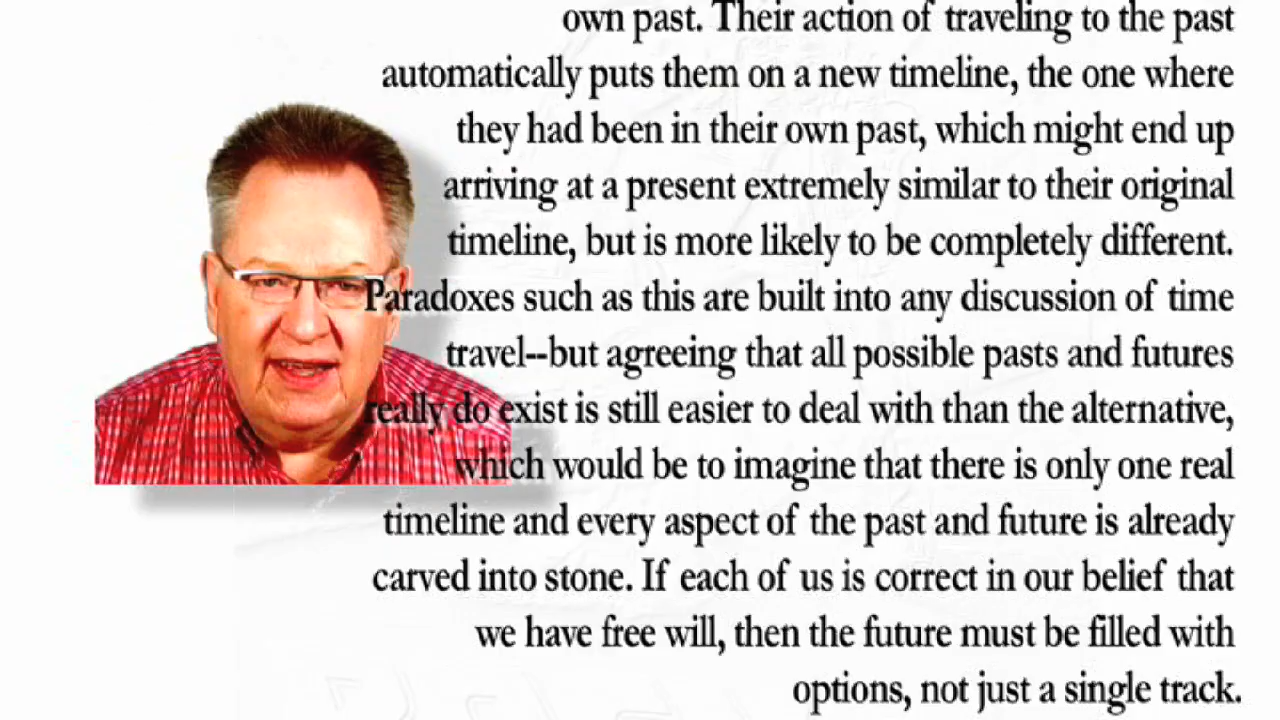 own past. Their action of traveling to the past
automatically puts them on a new timeline, the one where
they had been in their own past, which might end up
arriving at a present extremely similar to their original
timeline, but is more likely to be completely different.
Paradoxes such as this are built into any discussion of time
travel--but agreeing that all possible pasts and futures
really do exist is still easier to deal with than the alternative,
which would be to imagine that there is only one real
timeline and every aspect of the past and future is already
carved into stone. If each of us is correct in our belief that
we have free will, then the future must be filled with
options, not just a single track.